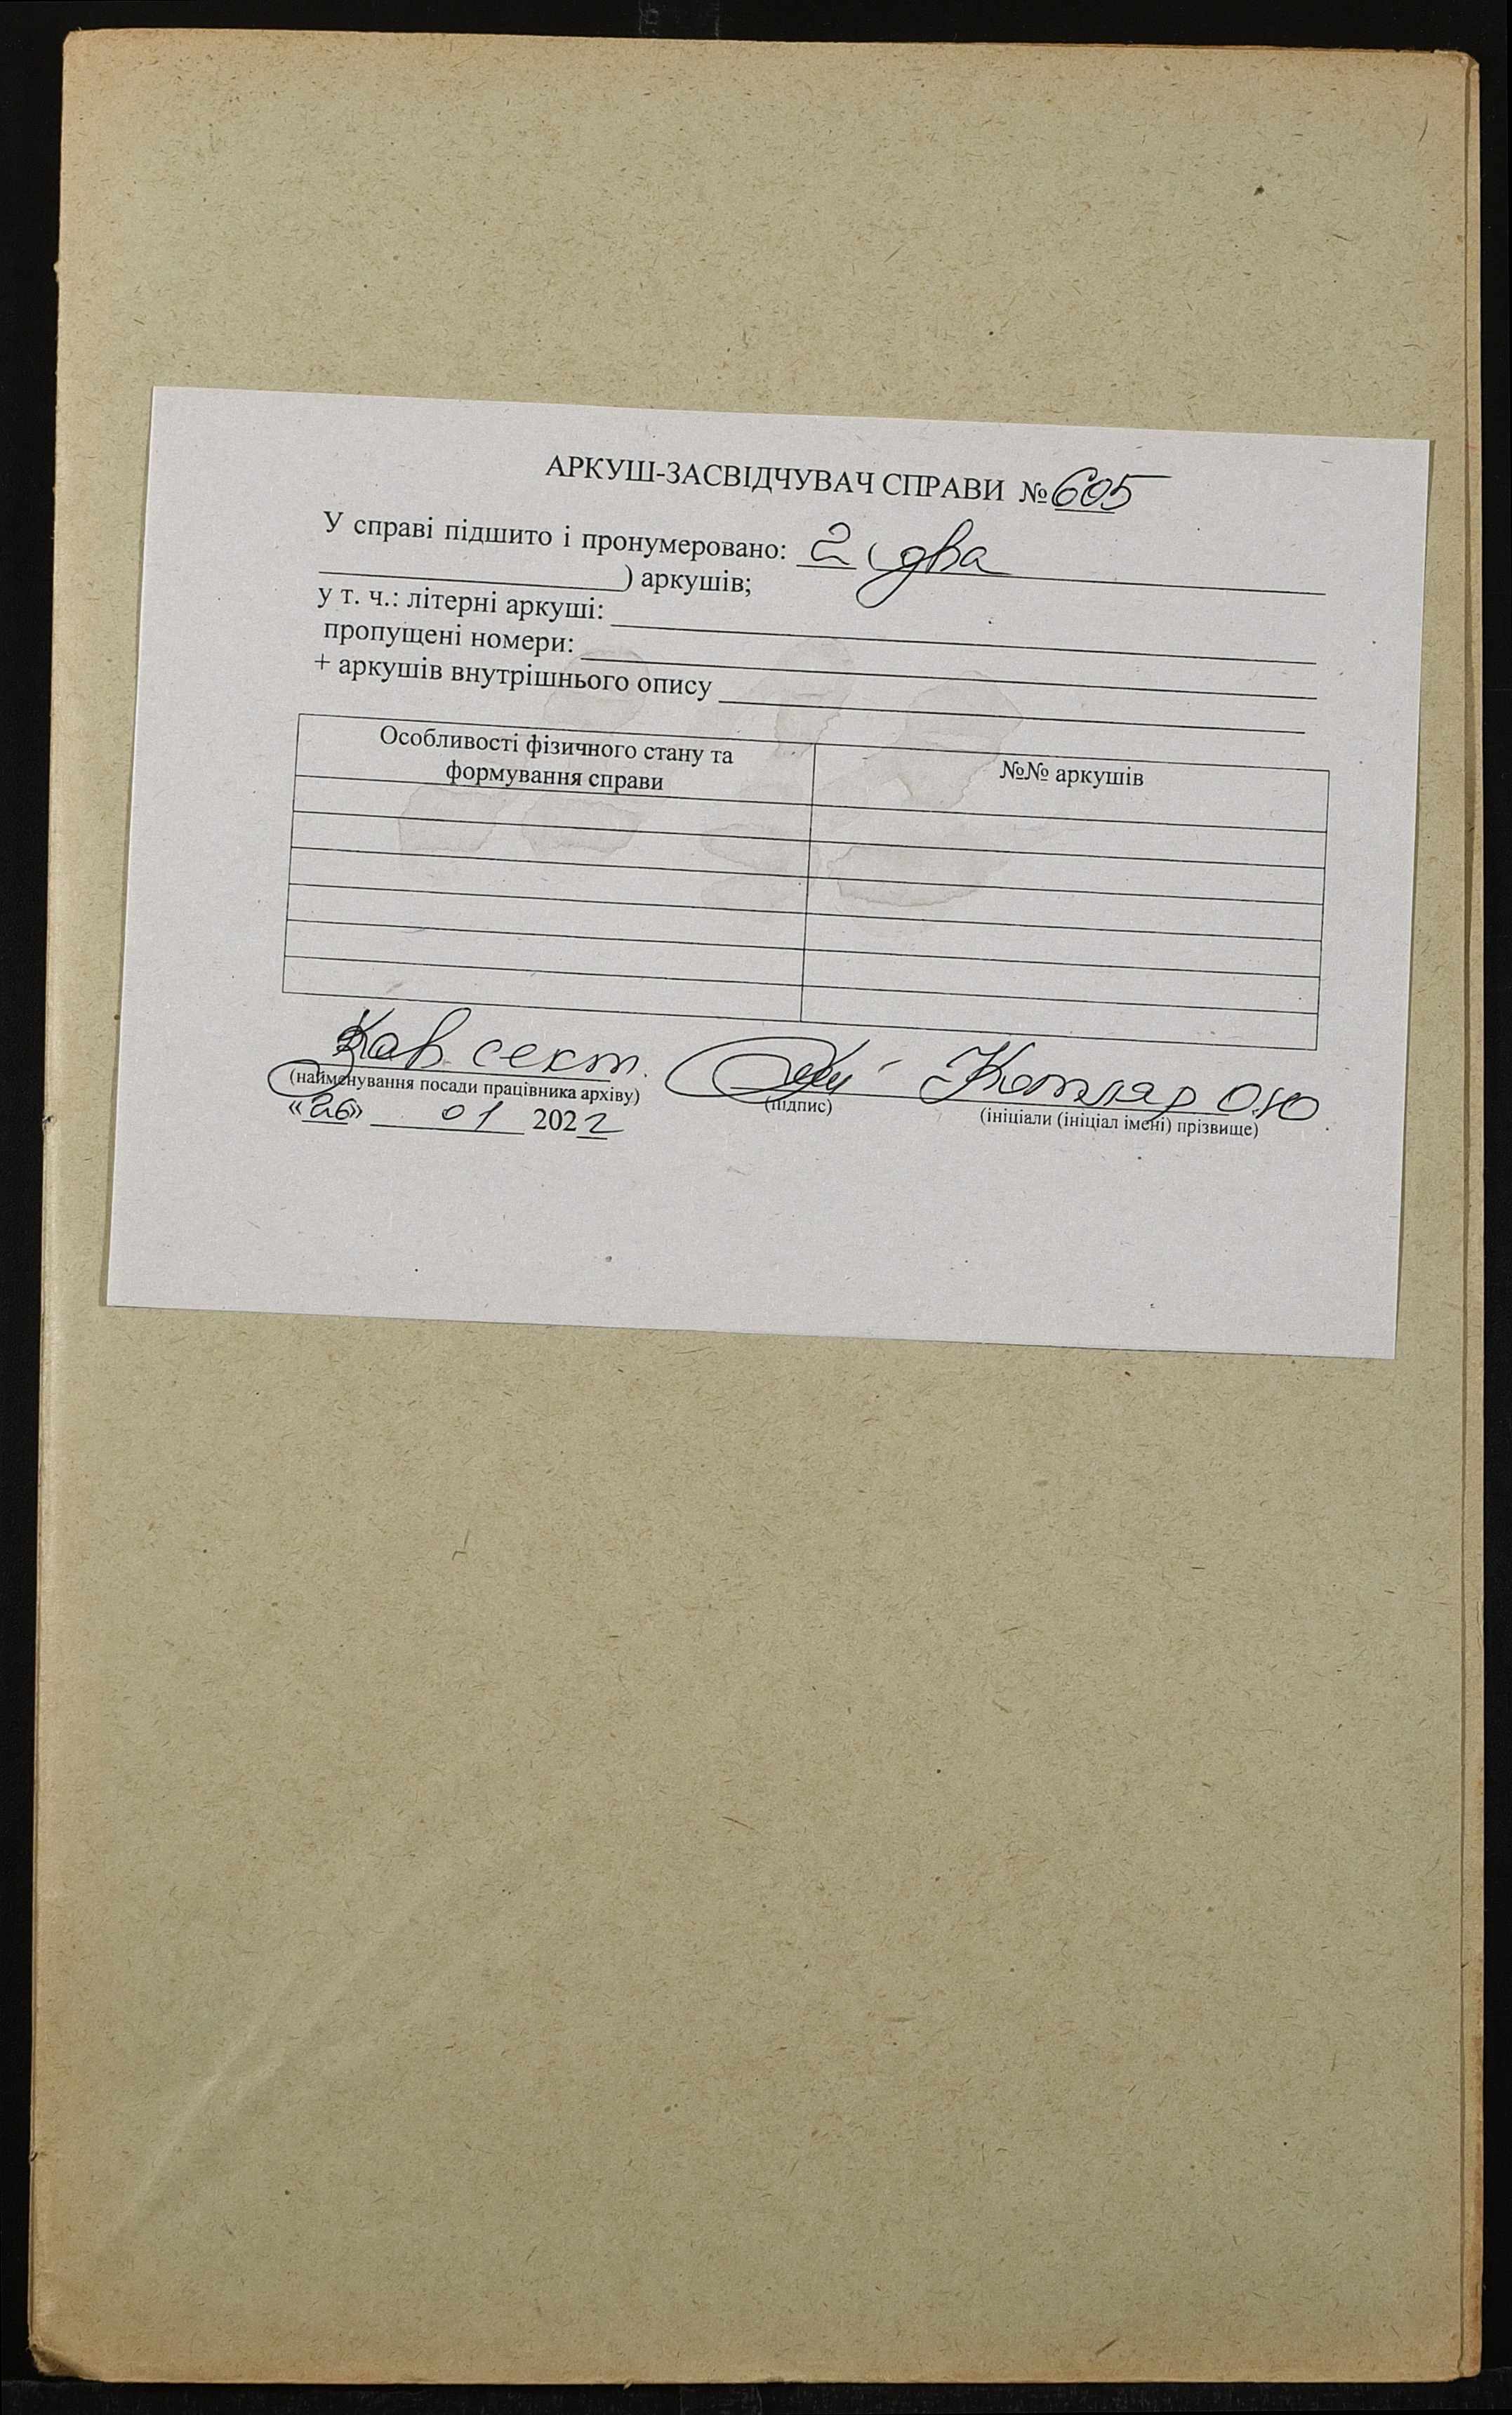 АРКУШ-ЗАСВІДЧУВАЧ СПРАВИ № 605
У справі підшито і пронумеровано: 2 (два
) аркушів;
у т. ч.: літерні аркуші:
пропущені номери:
+ аркушів внутрішнього опису
Особливості фізичного стану та
формування справи
№№ аркушів
Зав. сект. Котляр О.Ю.
(найменування посади працівника архіву) (підпис) (ініціали (ініціал імені) прізвище)
«26» 01 2022